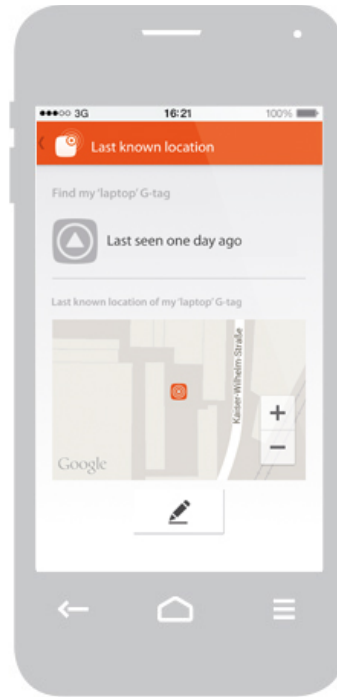 3G 16:21 100%
Last known location
Find my 'laptop' G-tag
Last seen one day ago
Last known location of my 'laptop' G-tag
Kaiser-Wilhelm-Straße
+
−
Google